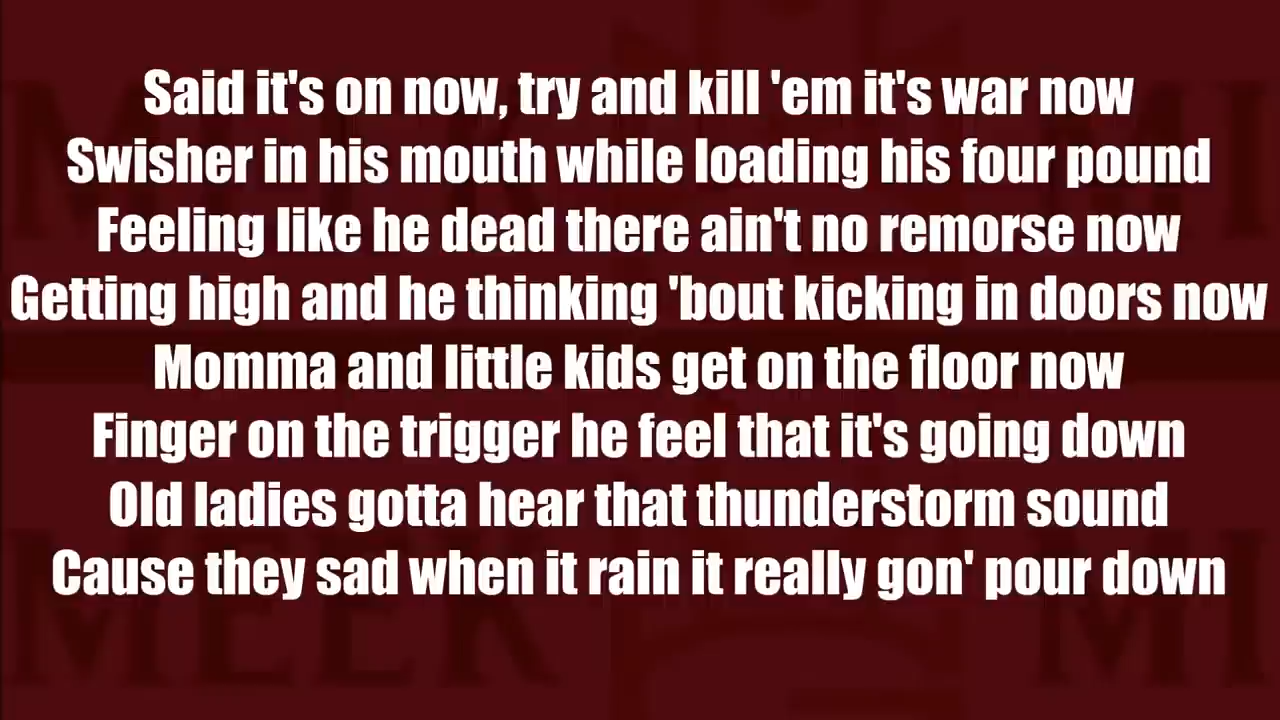 Said it's on now, try and kill 'em it's war now
Swisher in his mouth while loading his four pound
Feeling like he dead there ain't no remorse now
Getting high and he thinking 'bout kicking in doors now
Momma and little kids get on the floor now
Finger on the trigger he feel that it's going down
Old ladies gotta hear that thunderstorm sound
Cause they sad when it rain it really gon' pour down
MEEK MI